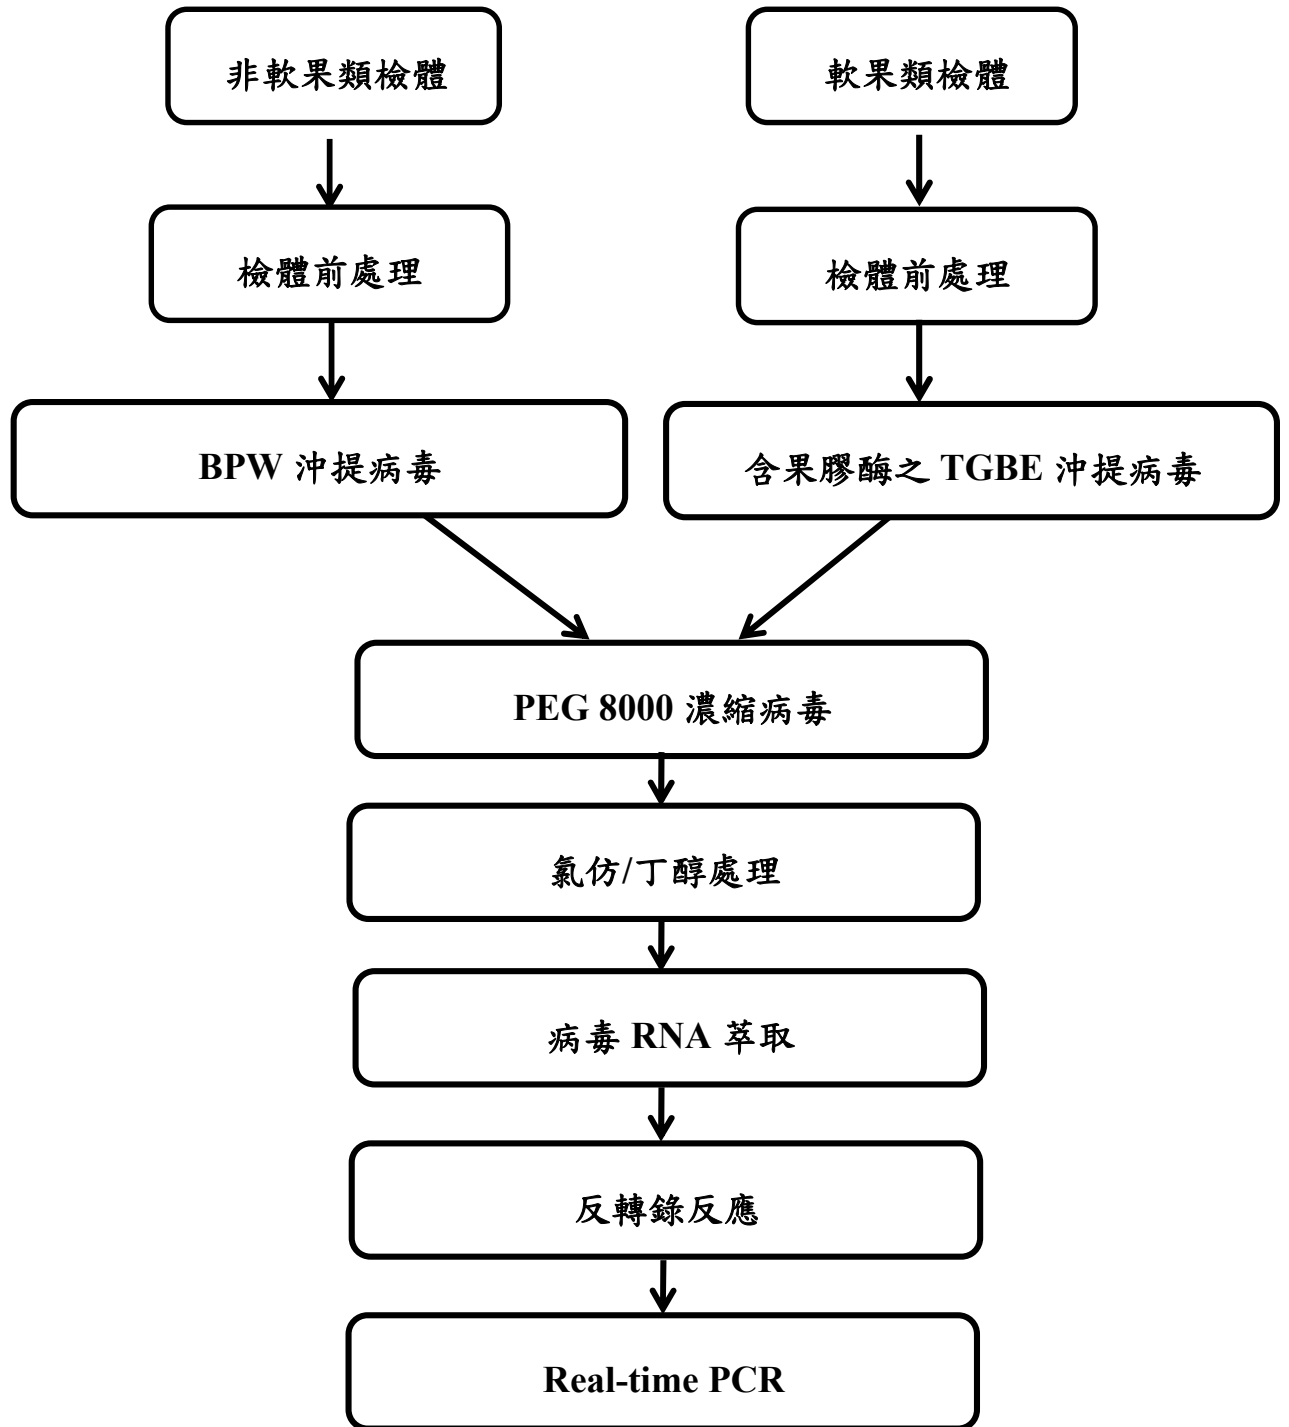 非軟果類檢體
軟果類檢體
檢體前處理
檢體前處理
BPW 沖提病毒
含果膠酶之 TGBE 沖提病毒
PEG 8000 濃縮病毒
氯仿/丁醇處理
病毒 RNA 萃取
反轉錄反應
Real-time PCR